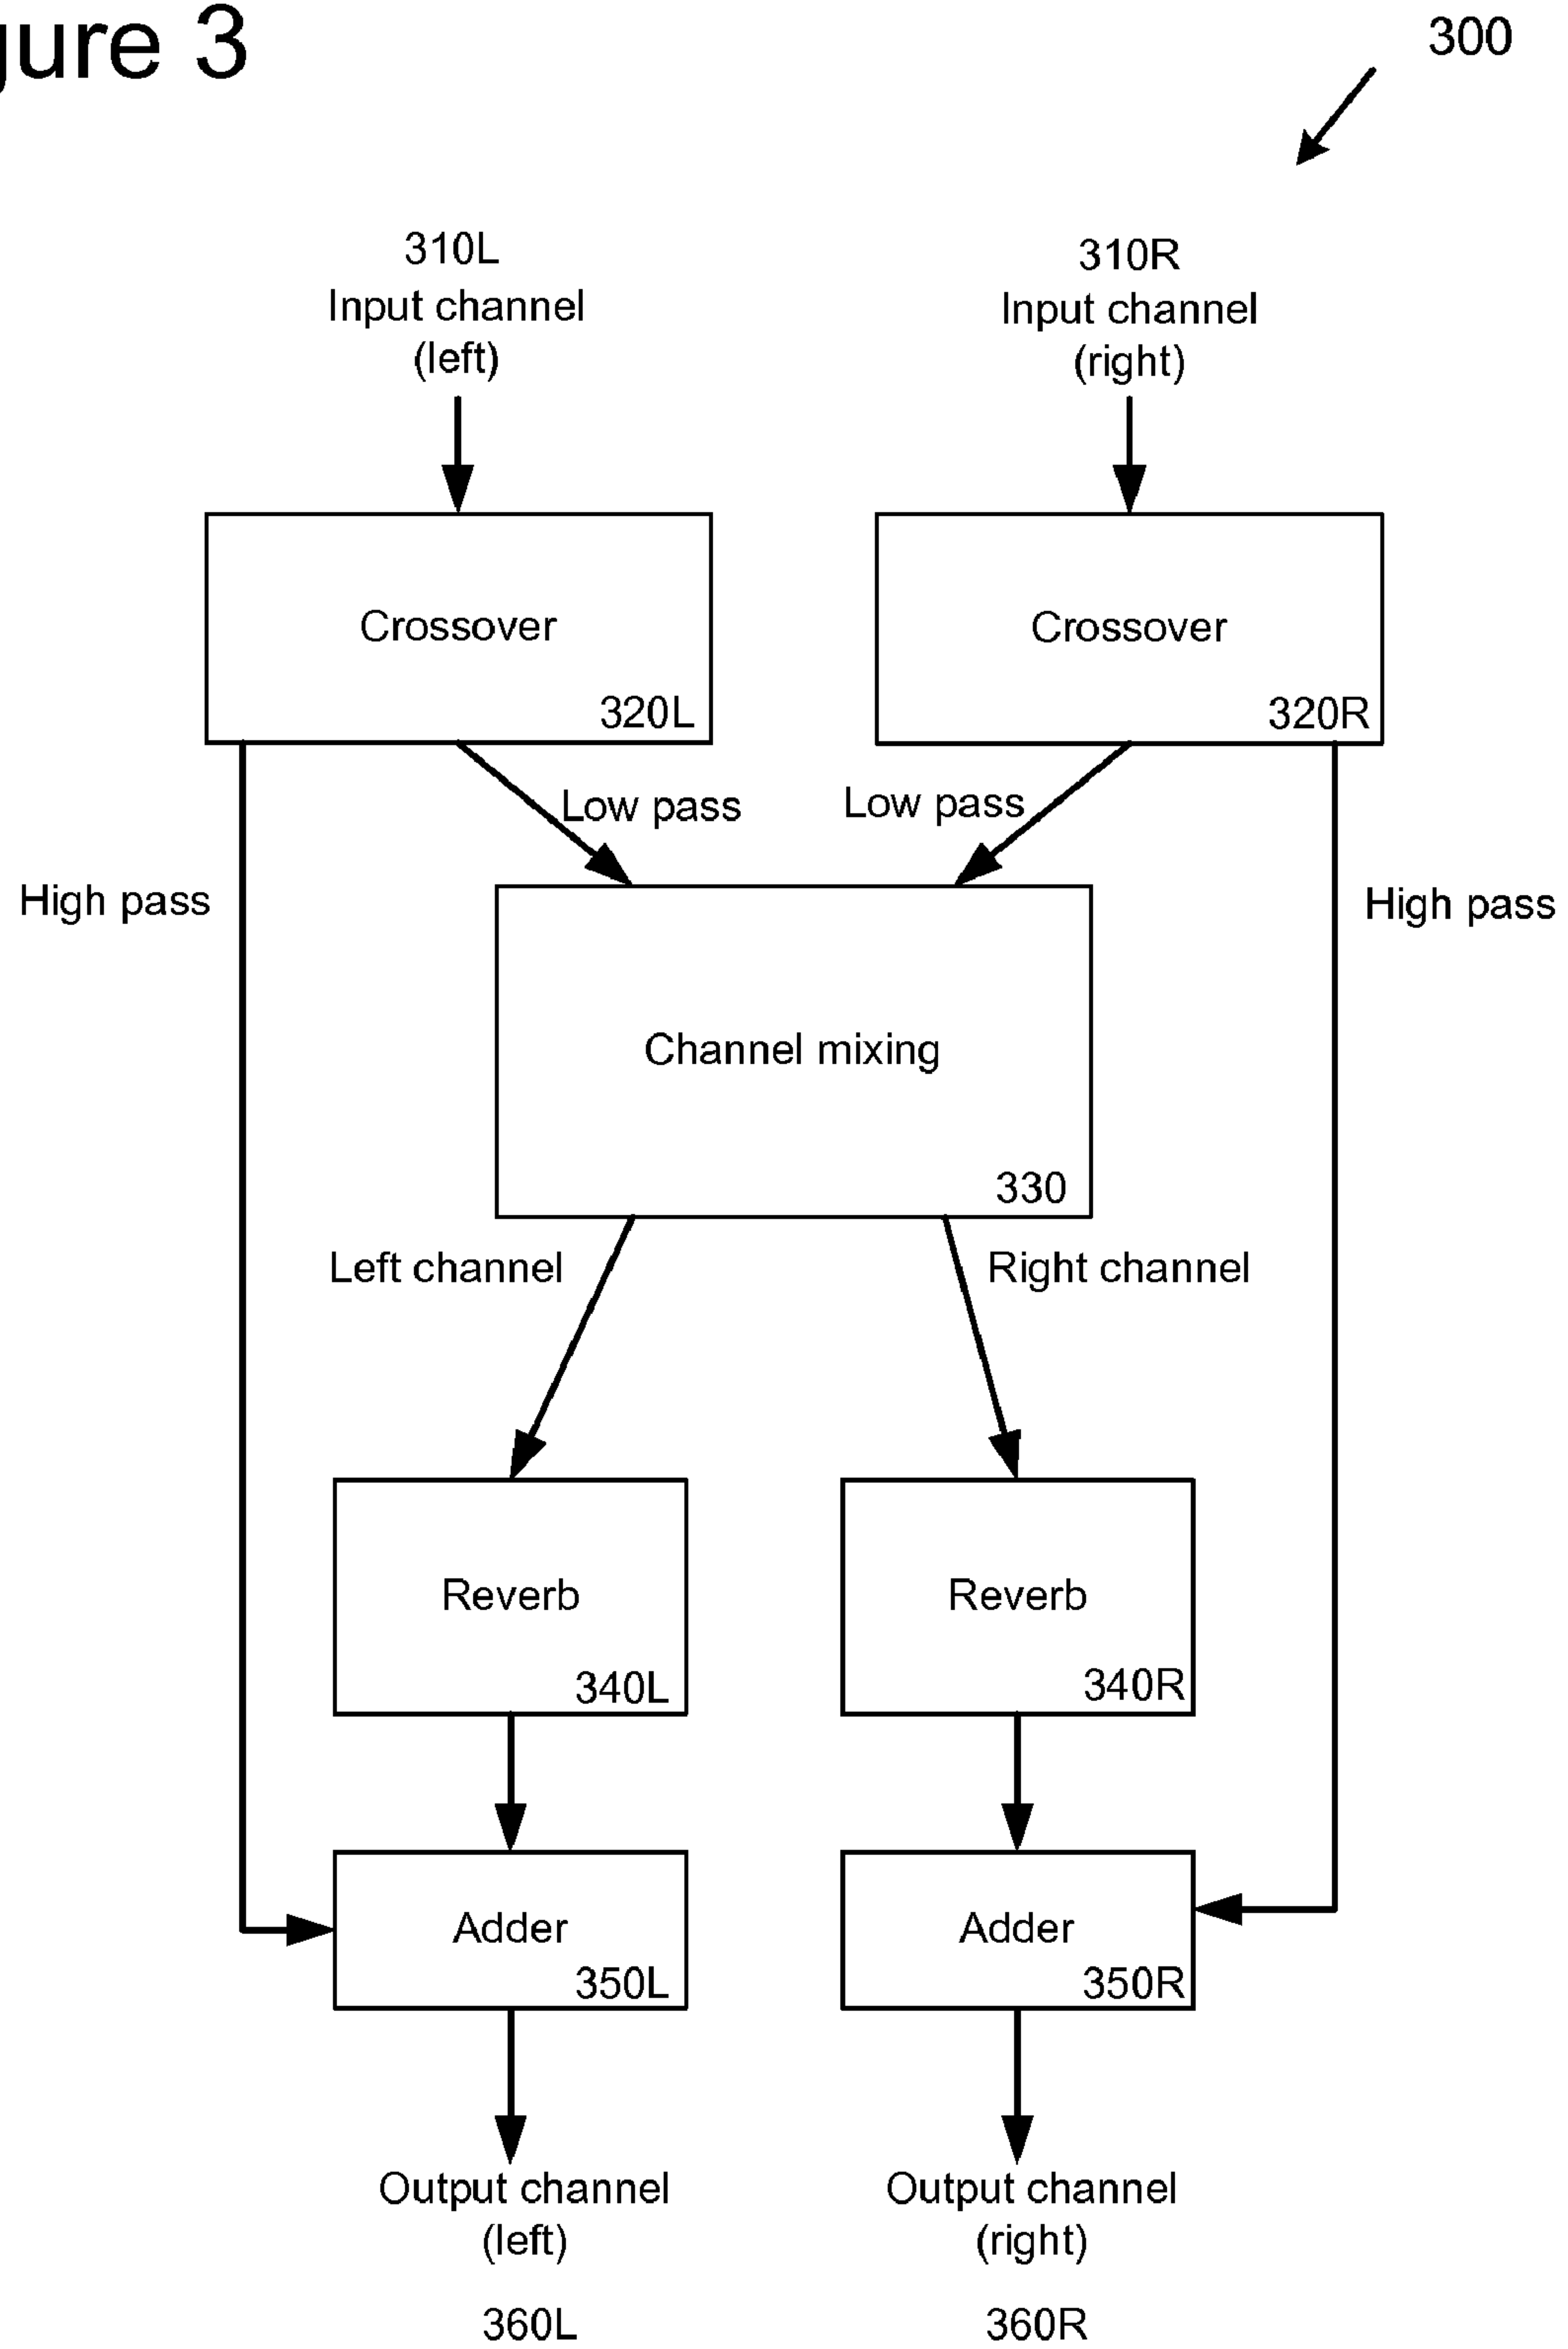 gure 3
300
310L
Input channel
(left)
310R
Input channel
(right)
Crossover
320L
Crossover
320R
Low pass
Low pass
High pass
High pass
Channel mixing
330
Left channel
Right channel
Reverb
340L
Reverb
340R
Adder
350L
Adder
350R
Output channel
(left)
360L
Output channel
(right)
360R